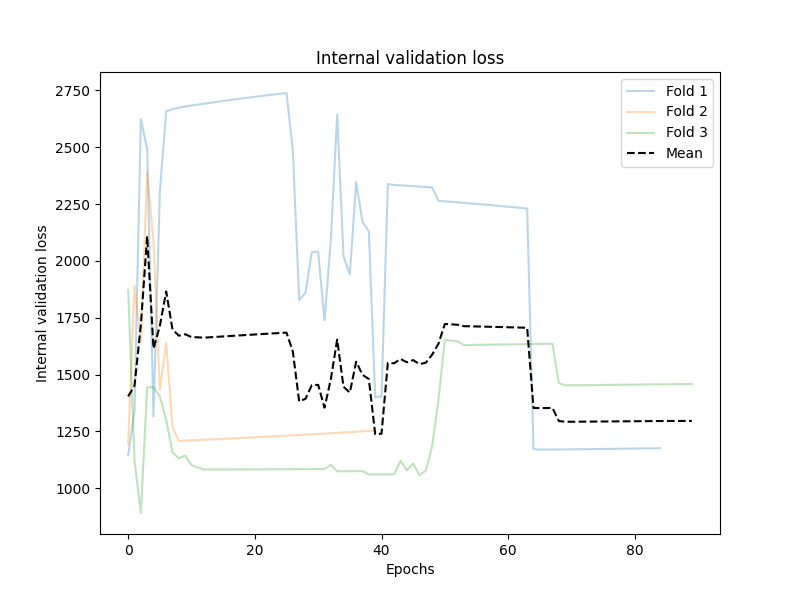 Internal validation loss
Fold 1
Fold 2
Fold 3
Mean
Internal validation loss
2750
2500
2250
2000
1750
1500
1250
1000
0
20
40
60
80
Epochs